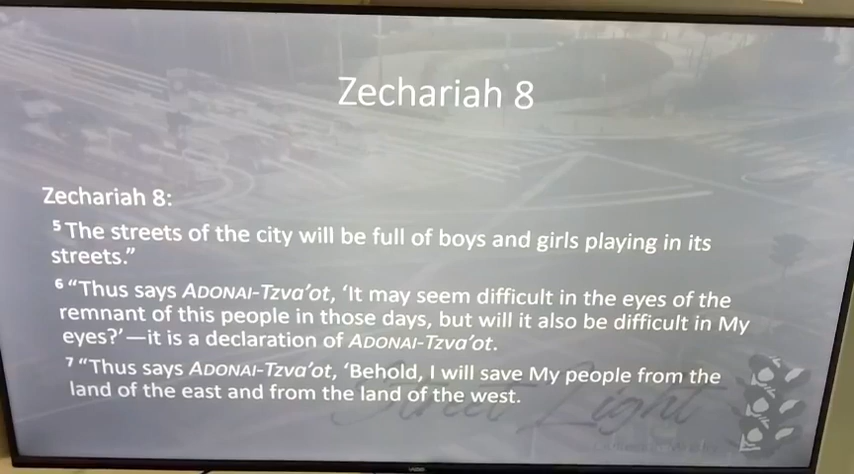 Zechariah 8
Zechariah 8:
5 The streets of the city will be full of boys and girls playing in its
streets.”
6 “Thus says ADONAI-Tzva’ot, ‘It may seem difficult in the eyes of the
remnant of this people in those days, but will it also be difficult in My
eyes?’—it is a declaration of ADONAI-Tzva’ot.
7 “Thus says ADONAI-Tzva’ot, ‘Behold, I will save My people from the
land of the east and from the land of the west.
Street Light